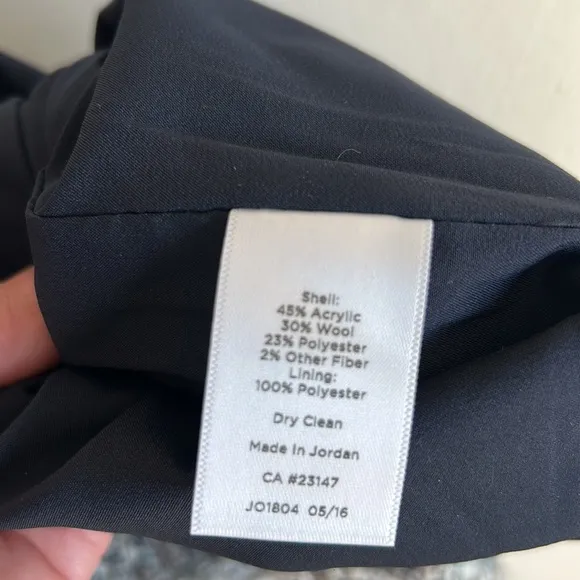 Shell:
45% Acrylic
30% Wool
23% Polyester
2% Other Fiber
Lining:
100% Polyester
Dry Clean
Made In Jordan
CA #23147
JO1804 05/16